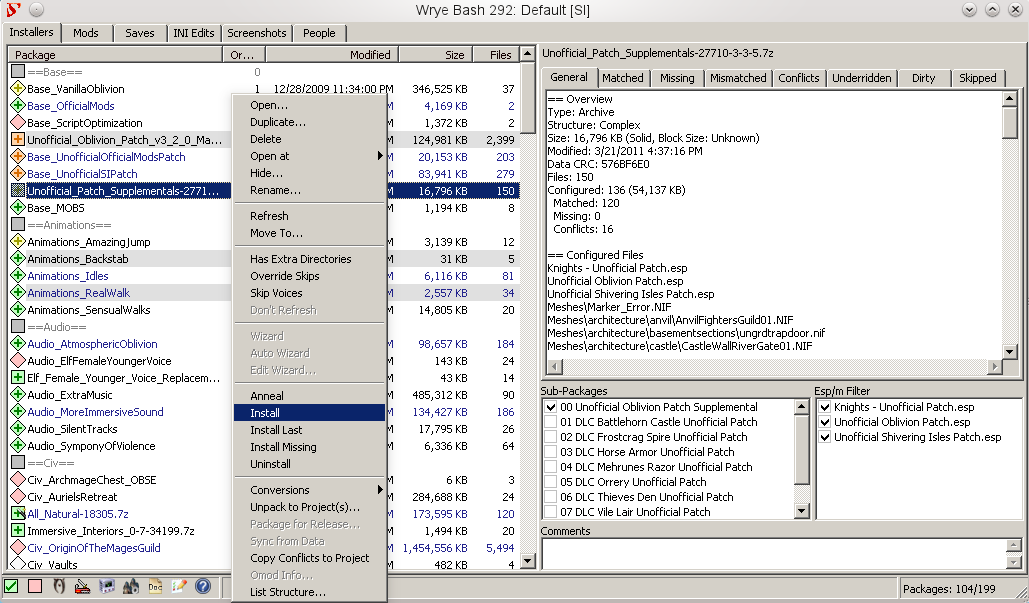 Wrye Bash 292: Default [SI]
Installers Mods Saves INI Edits Screenshots People
Package Or... Modified Size Files
==Base== 0
Base_VanillaOblivion 1 12/28/2009 11:34:00 PM 346,525 KB 37
Base_OfficialMods 4,169 KB 2
Base_ScriptOptimization 1,372 KB 2
Unofficial_Oblivion_Patch_v3_2_0_Ma... 124,981 KB 2,399
Base_UnofficialOfficialModsPatch 20,153 KB 203
Base_UnofficialSIPatch 83,941 KB 279
Unofficial_Patch_Supplementals-2771... 16,796 KB 150
Base_MOBS 1,194 KB 8
==Animations==
Animations_AmazingJump 3,139 KB 12
Animations_Backstab 31 KB 5
Animations_Idles 6,116 KB 81
Animations_RealWalk 2,557 KB 34
Animations_SensualWalks 14,805 KB 20
==Audio==
Audio_AtmosphericOblivion 98,657 KB 184
Audio_ElfFemaleYoungerVoice 143 KB 24
Elf_Female_Younger_Voice_Replacem... 43 KB 14
Audio_ExtraMusic 485,312 KB 90
Audio_MoreImmersiveSound 134,427 KB 186
Audio_SilentTracks 17,795 KB 26
Audio_SymponyOfViolence 6,336 KB 64
==Civ==
Civ_ArchmageChest_OBSE 6 KB 3
Civ_AurielsRetreat 284,688 KB 24
All_Natural-18305.7z 173,595 KB 120
Immersive_Interiors_0-7-34199.7z 1,494 KB 20
Civ_OriginOfTheMagesGuild 1,454,556 KB 5,494
Civ_Vaults 482 KB 4
Open...
Duplicate...
Delete
Open at
Hide...
Rename...
Refresh
Move To...
Has Extra Directories
Override Skips
Skip Voices
Don't Refresh
Wizard
Auto Wizard
Edit Wizard...
Anneal
Install
Install Last
Install Missing
Uninstall
Conversions
Unpack to Project(s)...
Package for Release...
Sync from Data
Copy Conflicts to Project
Omod Info...
List Structure...
Unofficial_Patch_Supplementals-27710-3-3-5.7z
General Matched Missing Mismatched Conflicts Underridden Dirty Skipped
== Overview
Type: Archive
Structure: Complex
Size: 16,796 KB (Solid, Block Size: Unknown)
Modified: 3/21/2011 4:37:16 PM
Data CRC: 576BF6E0
Files: 150
Configured: 136 (54,137 KB)
Matched: 120
Missing: 0
Conflicts: 16
== Configured Files
Knights - Unofficial Patch.esp
Unofficial Oblivion Patch.esp
Unofficial Shivering Isles Patch.esp
Meshes\Marker_Error.NIF
Meshes\architecture\anvil\AnvilFightersGuild01.NIF
Meshes\architecture\basementsections\ungrdtrapdoor.nif
Meshes\architecture\castle\CastleWallRiverGate01.NIF
Sub-Packages
00 Unofficial Oblivion Patch Supplemental
01 DLC Battlehorn Castle Unofficial Patch
02 DLC Frostcrag Spire Unofficial Patch
03 DLC Horse Armor Unofficial Patch
04 DLC Mehrunes Razor Unofficial Patch
05 DLC Orrery Unofficial Patch
06 DLC Thieves Den Unofficial Patch
07 DLC Vile Lair Unofficial Patch
Esp/m Filter
Knights - Unofficial Patch.esp
Unofficial Oblivion Patch.esp
Unofficial Shivering Isles Patch.esp
Comments
Doc
Packages: 104/199